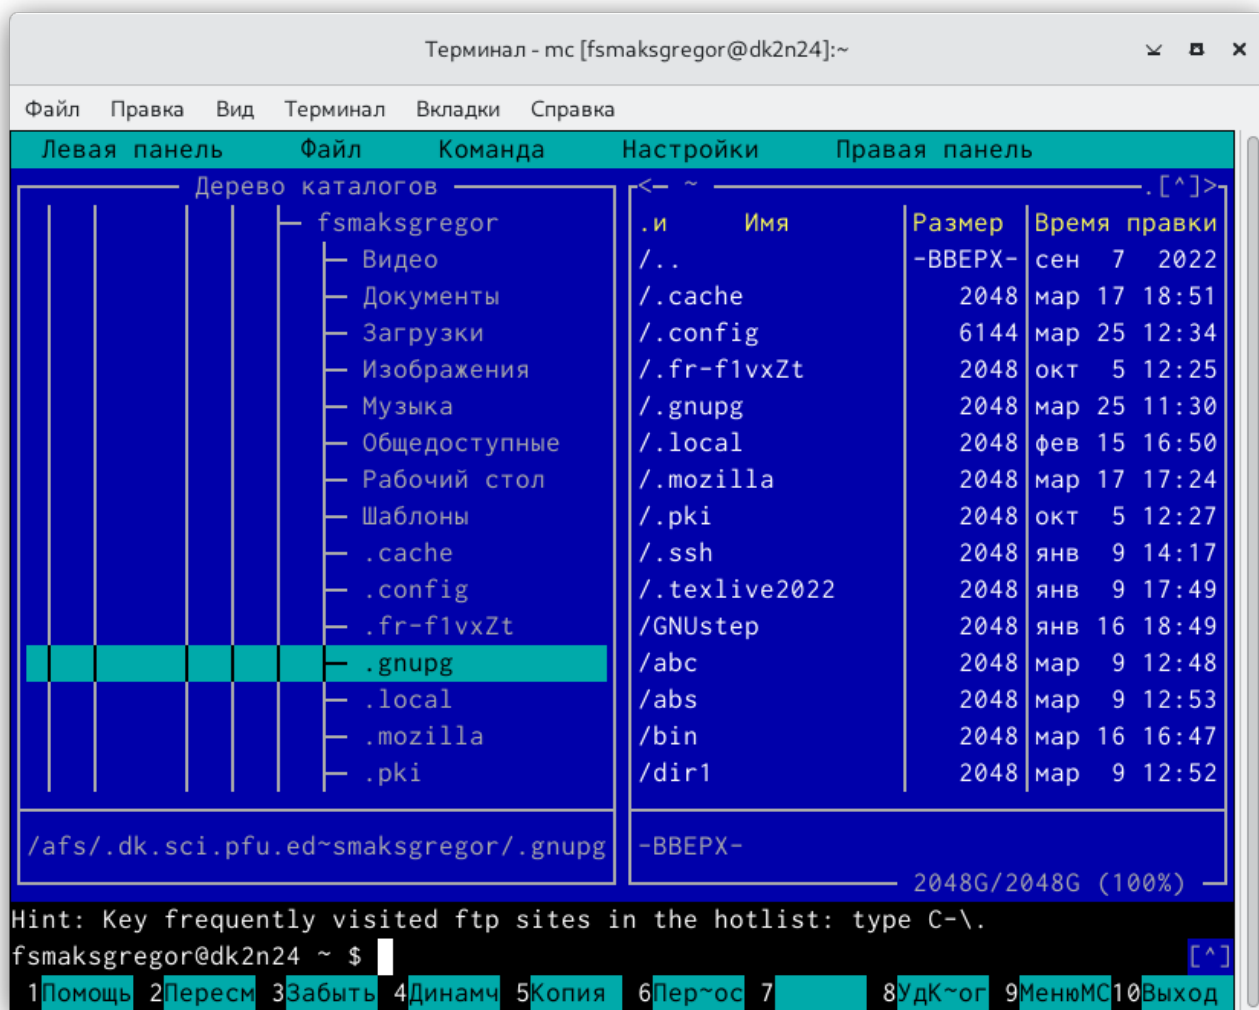 Терминал - mc [fsmaksgregor@dk2n24]:~
Файл Правка Вид Терминал Вкладки Справка
Левая панель Файл Команда Настройки Правая панель
Дерево каталогов
fsmaksgregor
Видео
Документы
Загрузки
Изображения
Музыка
Общедоступные
Рабочий стол
Шаблоны
.cache
.config
.fr-f1vxZt
.gnupg
.local
.mozilla
.pki
/afs/.dk.sci.pfu.ed~smaksgregor/.gnupg
<- ~ .[^]>
.и Имя Размер Время правки
/.. -ВВЕРХ- сен 7 2022
/.cache 2048 мар 17 18:51
/.config 6144 мар 25 12:34
/.fr-f1vxZt 2048 окт 5 12:25
/.gnupg 2048 мар 25 11:30
/.local 2048 фев 15 16:50
/.mozilla 2048 мар 17 17:24
/.pki 2048 окт 5 12:27
/.ssh 2048 янв 9 14:17
/.texlive2022 2048 янв 9 17:49
/GNUstep 2048 янв 16 18:49
/abc 2048 мар 9 12:48
/abs 2048 мар 9 12:53
/bin 2048 мар 16 16:47
/dir1 2048 мар 9 12:52
-ВВЕРХ-
2048G/2048G (100%)
Hint: Key frequently visited ftp sites in the hotlist: type C-\.
fsmaksgregor@dk2n24 ~ $ [^]
1Помощь 2Пересм 3Забыть 4Динамч 5Копия 6Пер~ос 7 8УдК~ог 9МенюMC 10Выход